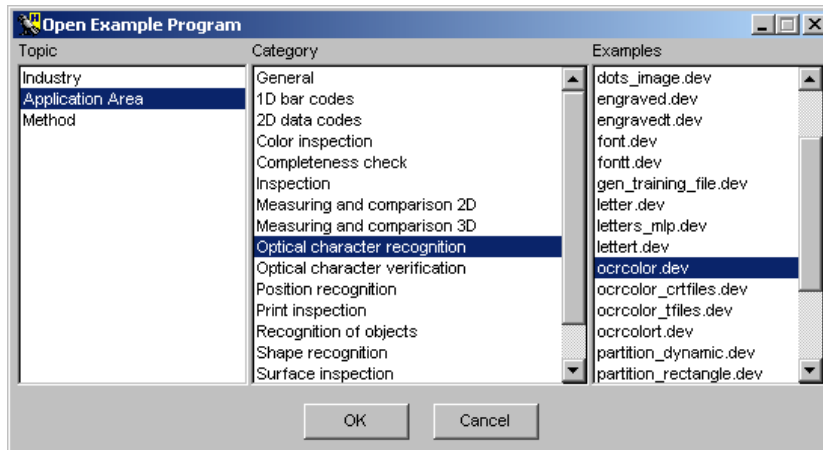 Open Example Program
Topic
Category
Examples
Industry
Application Area
Method
General
1D bar codes
2D data codes
Color inspection
Completeness check
Inspection
Measuring and comparison 2D
Measuring and comparison 3D
Optical character recognition
Optical character verification
Position recognition
Print inspection
Recognition of objects
Shape recognition
Surface inspection
dots_image.dev
engraved.dev
engravedt.dev
font.dev
fontt.dev
gen_training_file.dev
letter.dev
letters_mlp.dev
lettert.dev
ocrcolor.dev
ocrcolor_crtfiles.dev
ocrcolor_tfiles.dev
ocrcolort.dev
partition_dynamic.dev
partition_rectangle.dev
OK
Cancel